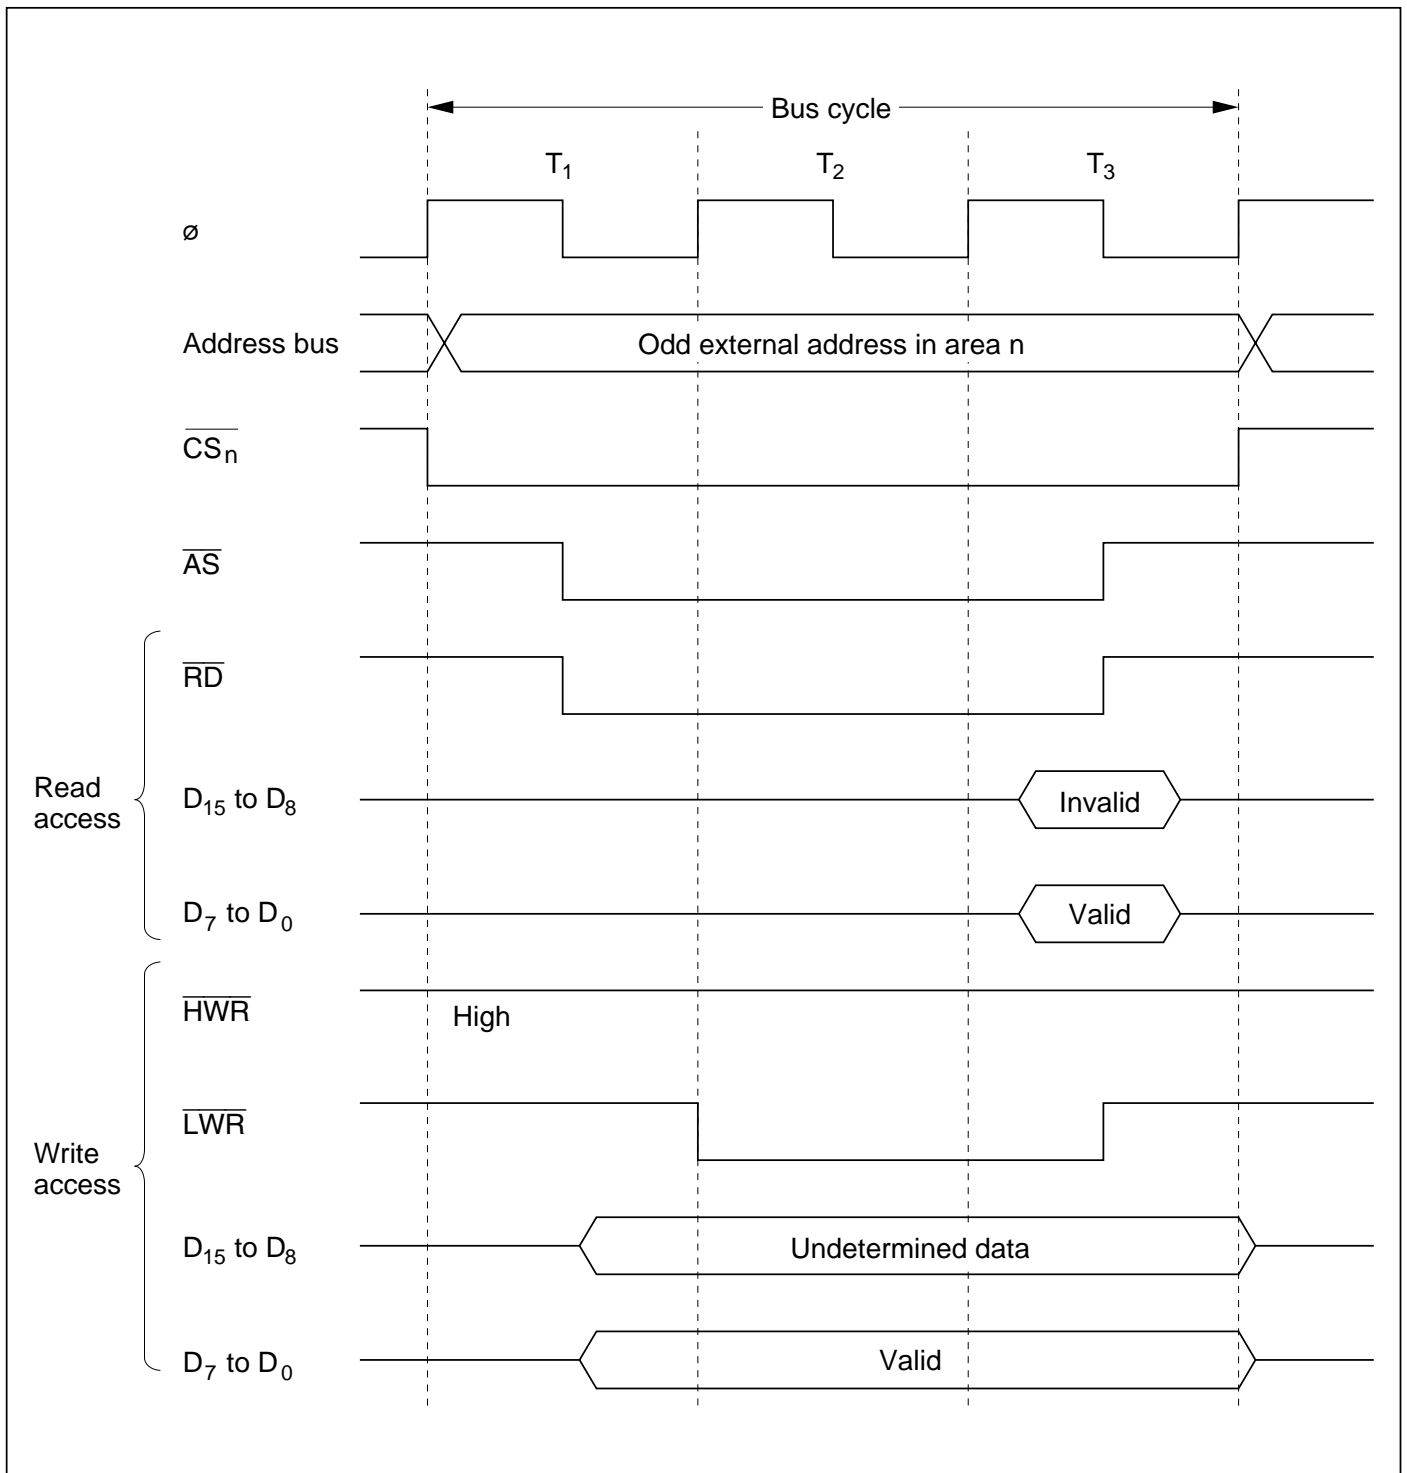 Bus cycle
T1 T2 T3
ø
Address bus Odd external address in area n
CSn
AS
RD
Read access
D15 to D8 Invalid
D7 to D0 Valid
HWR High
LWR
Write access
D15 to D8 Undetermined data
D7 to D0 Valid